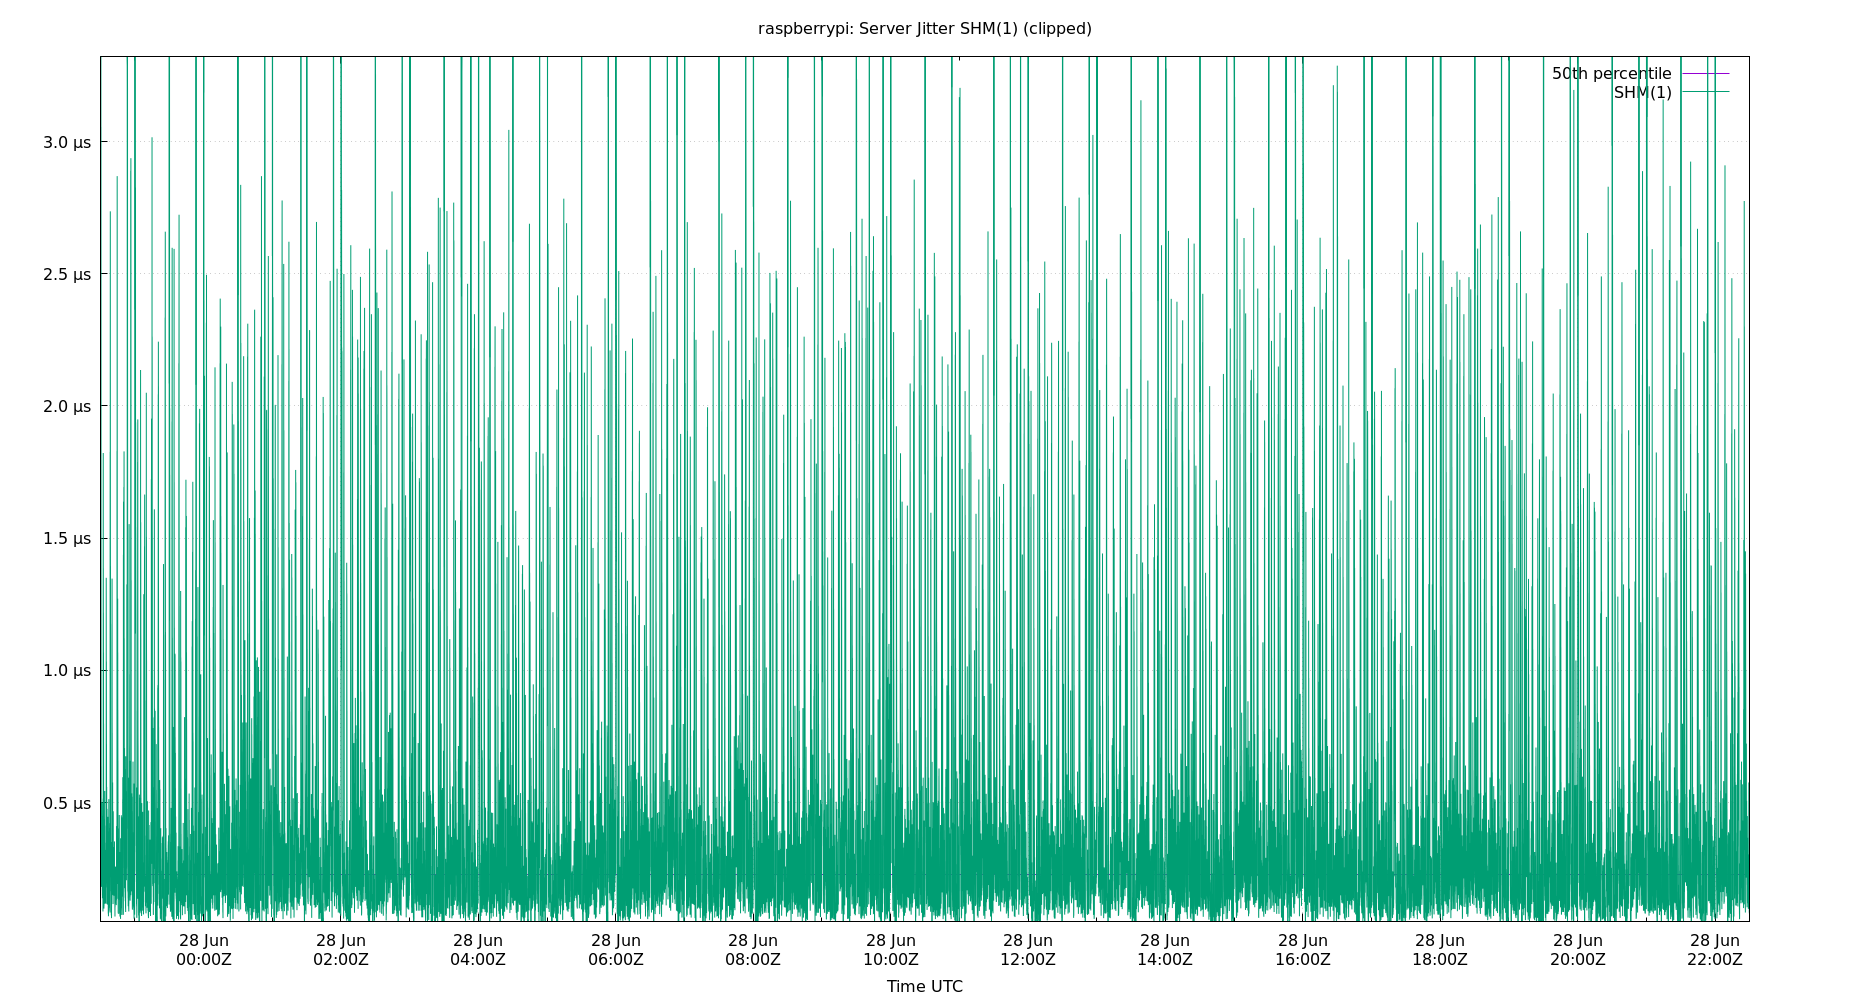 raspberrypi: Server Jitter SHM(1) (clipped)
50th percentile
SHM(1)
3.0 µs
2.5 µs
2.0 µs
1.5 µs
1.0 µs
0.5 µs
28 Jun 28 Jun 28 Jun 28 Jun 28 Jun 28 Jun 28 Jun 28 Jun 28 Jun 28 Jun 28 Jun 28 Jun
00:00Z 02:00Z 04:00Z 06:00Z 08:00Z 10:00Z 12:00Z 14:00Z 16:00Z 18:00Z 20:00Z 22:00Z
Time UTC